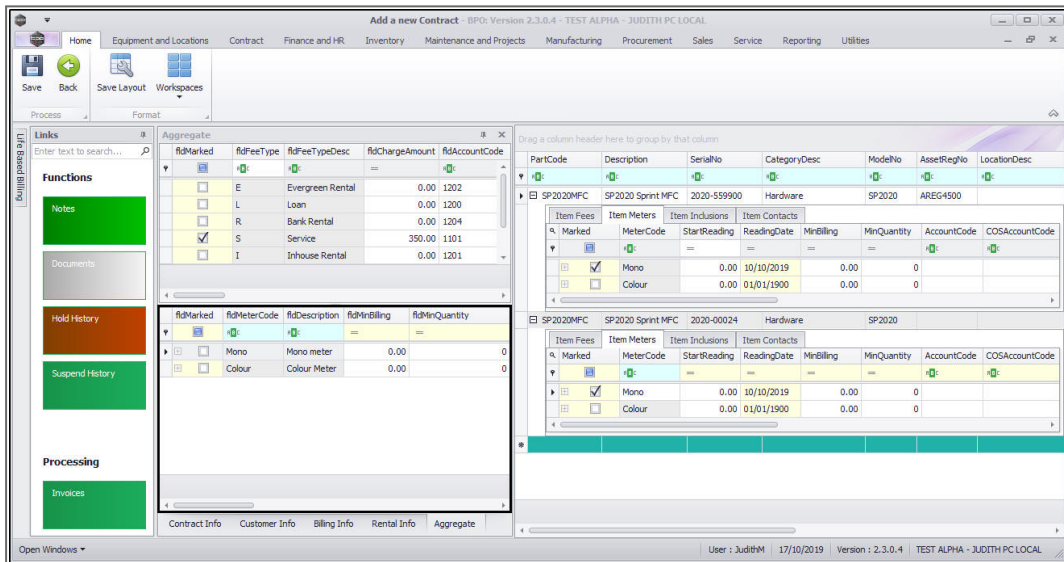 Add a new Contract - BPO: Version 2.3.0.4 - TEST ALPHA - JUDITH PC LOCAL
Home Equipment and Locations Contract Finance and HR Inventory Maintenance and Projects Manufacturing Procurement Sales Service Reporting Utilities
Save Back Save Layout Workspaces
Process Format
Life Based Billing
Links
Enter text to search...
Functions
Notes
Documents
Hold History
Suspend History
Processing
Invoices
Aggregate
fldMarked fldFeeType fldFeeTypeDesc fldChargeAmount fldAccountCode
E Evergreen Rental 0.00 1202
L Loan 0.00 1200
R Bank Rental 0.00 1204
S Service 350.00 1101
I Inhouse Rental 0.00 1201
fldMarked fldMeterCode fldDescription fldMinBilling fldMinQuantity
Mono Mono meter 0.00 0
Colour Colour Meter 0.00 0
Contract Info Customer Info Billing Info Rental Info Aggregate
Drag a column header here to group by that column
PartCode Description SerialNo CategoryDesc ModelNo AssetRegNo LocationDesc
SP2020MFC SP2020 Sprint MFC 2020-559900 Hardware SP2020 AREG4500
Item Fees Item Meters Item Inclusions Item Contacts
Marked MeterCode StartReading ReadingDate MinBilling MinQuantity AccountCode COSAccountCode
Mono 0.00 10/10/2019 0.00 0
Colour 0.00 01/01/1900 0.00 0
SP2020MFC SP2020 Sprint MFC 2020-00024 Hardware SP2020
Item Fees Item Meters Item Inclusions Item Contacts
Marked MeterCode StartReading ReadingDate MinBilling MinQuantity AccountCode COSAccountCode
Mono 0.00 10/10/2019 0.00 0
Colour 0.00 01/01/1900 0.00 0
Open Windows User : JudithM 17/10/2019 Version : 2.3.0.4 TEST ALPHA - JUDITH PC LOCAL